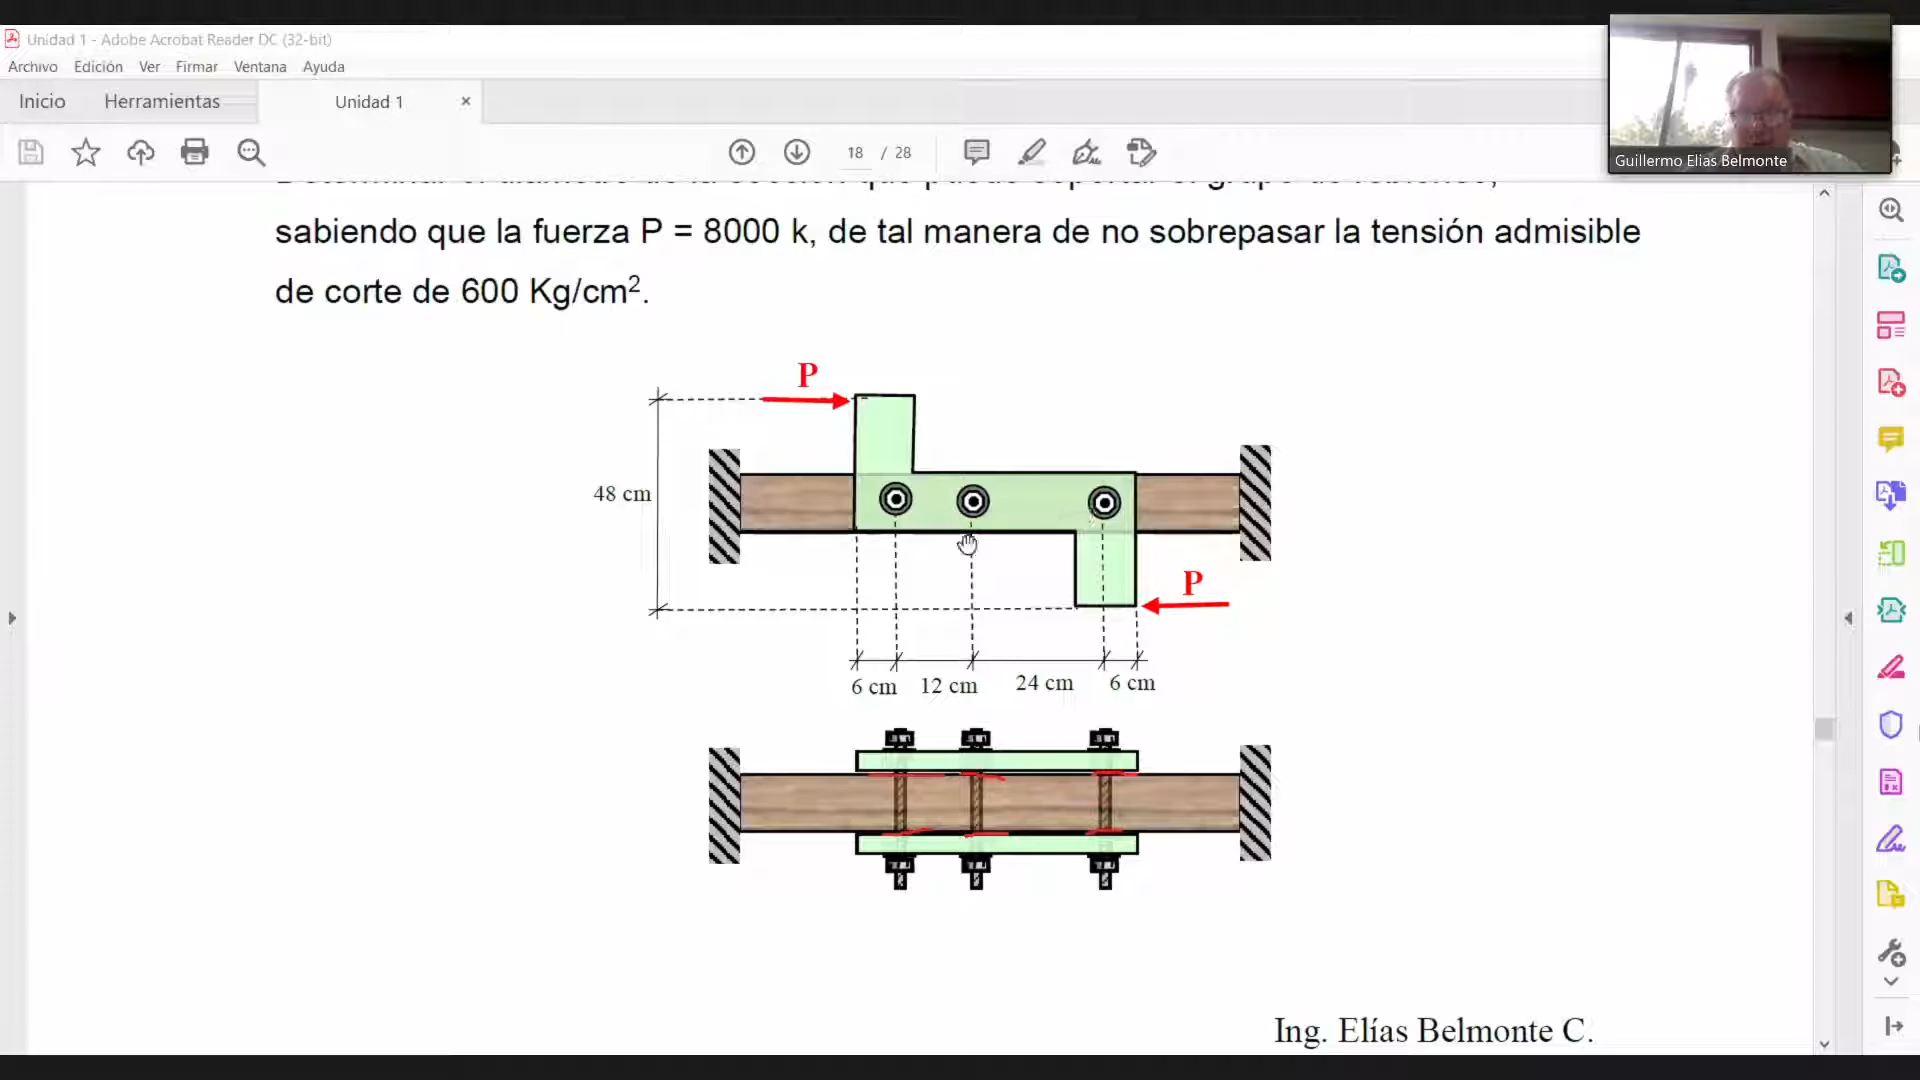 Unidad 1 - Adobe Acrobat Reader DC (32-bit)
Archivo Edición Ver Firmar Ventana Ayuda
Inicio Herramientas Unidad 1 ×
18 / 28
Guillermo Elias Belmonte
sabiendo que la fuerza P = 8000 k, de tal manera de no sobrepasar la tensión admisible
de corte de 600 Kg/cm².
P
48 cm
P
6 cm 12 cm 24 cm 6 cm
Ing. Elías Belmonte C.